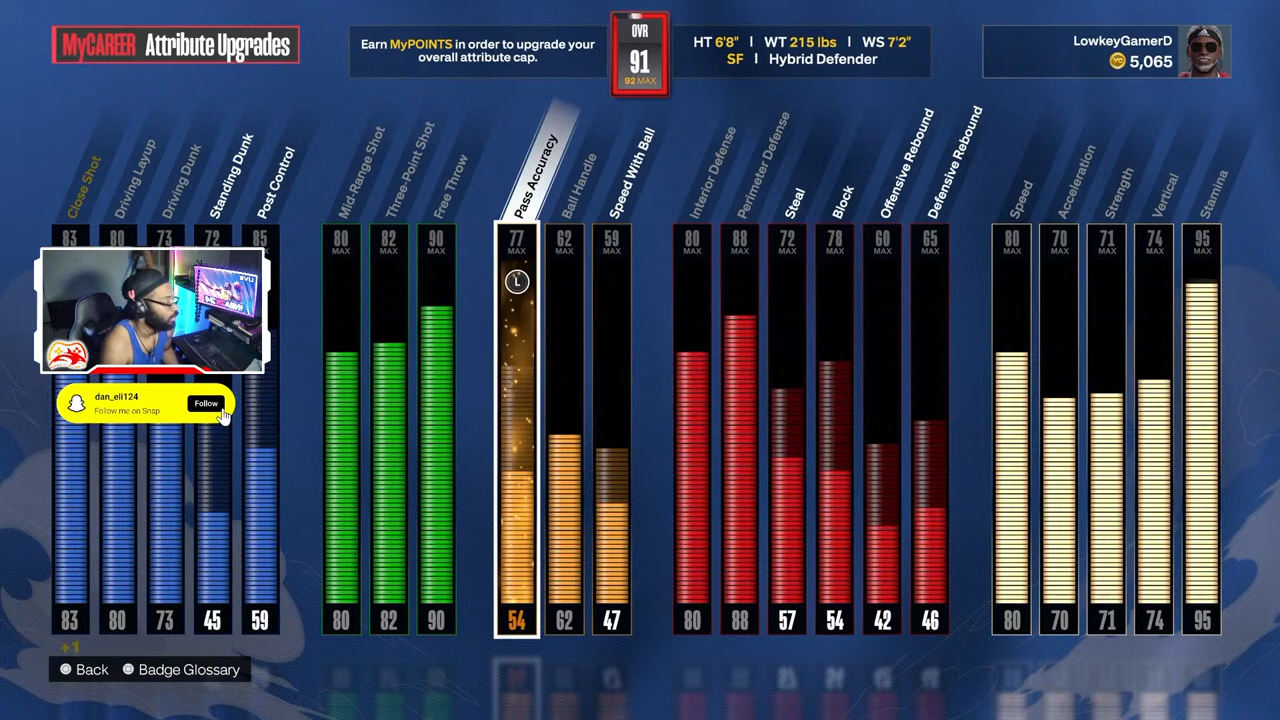 MyCAREER Attribute Upgrades
Earn MyPOINTS in order to upgrade your
overall attribute cap.
OVR
91
92 MAX
HT 6'8" | WT 215 lbs | WS 7'2"
SF | Hybrid Defender
LowkeyGamerD
VC 5,065
Close Shot
Driving Layup
Driving Dunk
Standing Dunk
Post Control
Mid-Range Shot
Three-Point Shot
Free Throw
Pass Accuracy
Ball Handle
Speed With Ball
Interior Defense
Perimeter Defense
Steal
Block
Offensive Rebound
Defensive Rebound
Speed
Acceleration
Strength
Vertical
Stamina
83 80 73 72 85 80 82 90 77 62 59 80 88 72 78 60 65 80 70 71 74 95
MAX MAX MAX MAX MAX MAX MAX MAX MAX MAX MAX MAX MAX MAX MAX MAX MAX
L
dan_eli124
Follow me on Snap
Follow
83 80 73 45 59 80 82 90 54 62 47 80 88 57 54 42 46 80 70 71 74 95
+1
Back Badge Glossary